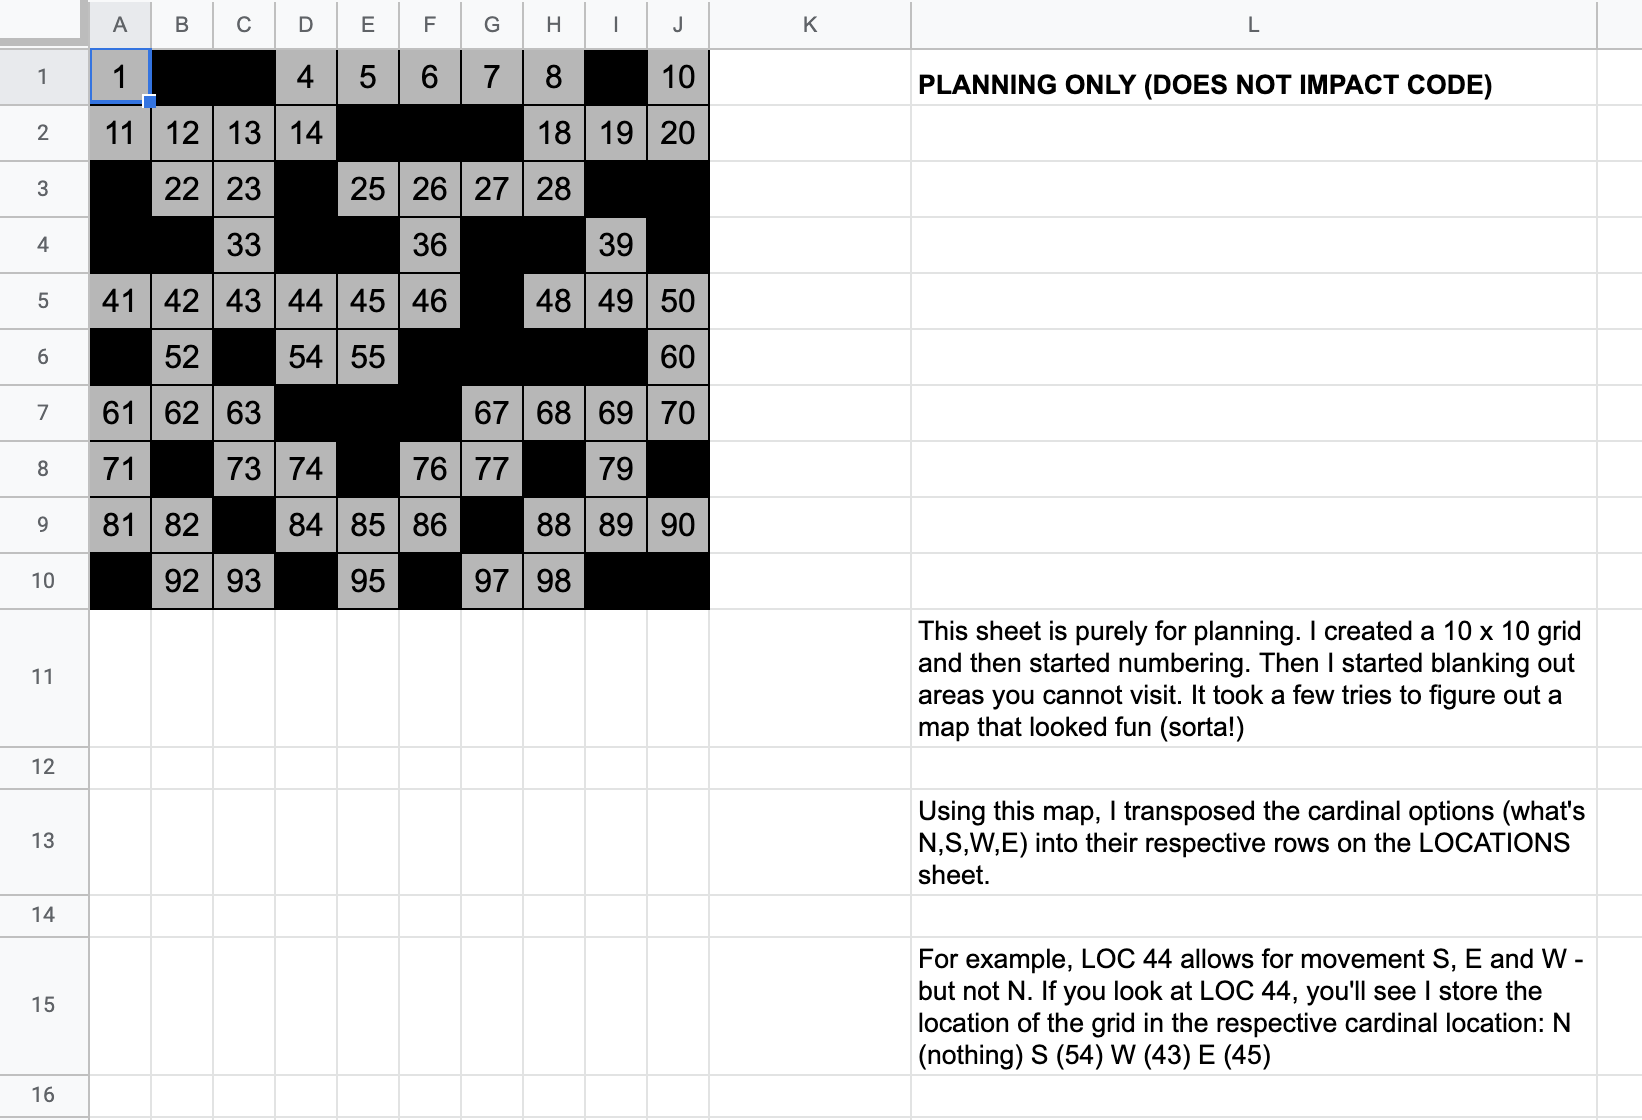 A B C D E F G H I J K L
1 1 4 5 6 7 8 10 PLANNING ONLY (DOES NOT IMPACT CODE)
2 11 12 13 14 18 19 20
3 22 23 25 26 27 28
4 33 36 39
5 41 42 43 44 45 46 48 49 50
6 52 54 55 60
7 61 62 63 67 68 69 70
8 71 73 74 76 77 79
9 81 82 84 85 86 88 89 90
10 92 93 95 97 98
11 This sheet is purely for planning. I created a 10 x 10 grid
and then started numbering. Then I started blanking out
areas you cannot visit. It took a few tries to figure out a
map that looked fun (sorta!)
12
13 Using this map, I transposed the cardinal options (what's
N,S,W,E) into their respective rows on the LOCATIONS
sheet.
14
15 For example, LOC 44 allows for movement S, E and W -
but not N. If you look at LOC 44, you'll see I store the
location of the grid in the respective cardinal location: N
(nothing) S (54) W (43) E (45)
16